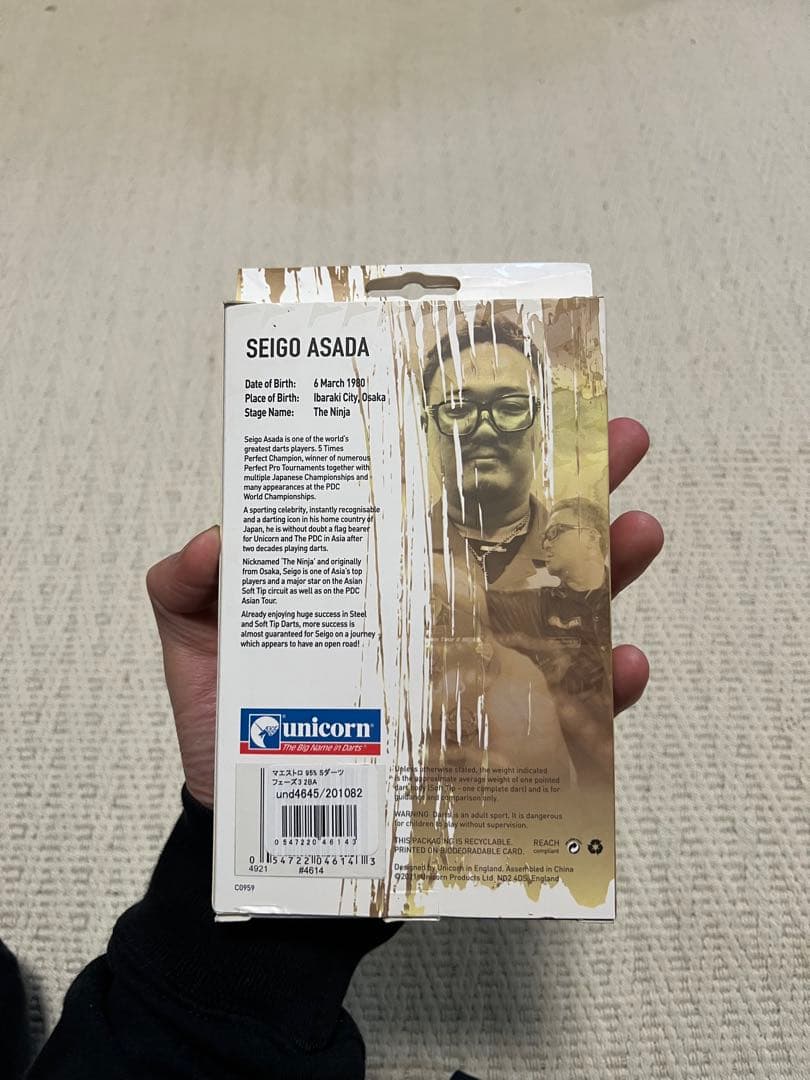 SEIGO ASADA
Date of Birth: 6 March 1980
Place of Birth: Ibaraki City, Osaka
Stage Name: The Ninja
Seigo Asada is one of the world's
greatest darts players. 5 Times
Perfect Champion, winner of numerous
Perfect Pro Tournaments together with
multiple Japanese Championships and
many appearances at the PDC
World Championships.
A sporting celebrity, instantly recognisable
and a darting icon in his home country of
Japan, he is without doubt a flag bearer
for Unicorn and The PDC in Asia after
two decades playing darts.
Nicknamed 'The Ninja' and originally
from Osaka, Seigo is one of Asia's top
players and a major star on the Asian
Soft Tip circuit as well as on the PDC
Asian Tour.
Already enjoying huge success in Steel
and Soft Tip Darts, more success is
almost guaranteed for Seigo on a journey
which appears to have an open road!
unicorn
The Big Name in Darts
マエストロ 95% Sダーツ
フェーズ3 2BA
und4645/201082
0 547220 46143
0 547220 46141 3
4921 #4614
C0959
Unless otherwise stated, the weight indicated
is the approximate average weight of one pointed
dart body (Soft Tip - one complete dart) and is for
guidance and comparison only.
WARNING: Darts is an adult sport. It is dangerous
for children to play without supervision.
THIS PACKAGING IS RECYCLABLE.
PRINTED ON BIODEGRADABLE CARD.
REACH
compliant
Designed by Unicorn in England. Assembled in China
©2021 Unicorn Products Ltd, ND2 4DS, England